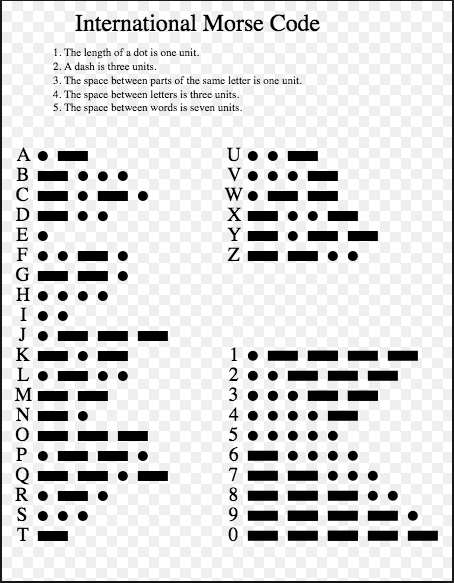 International Morse Code
1. The length of a dot is one unit.
2. A dash is three units.
3. The space between parts of the same letter is one unit.
4. The space between letters is three units.
5. The space between words is seven units.
A
B
C
D
E
F
G
H
I
J
K
L
M
N
O
P
Q
R
S
T
U
V
W
X
Y
Z
1
2
3
4
5
6
7
8
9
0